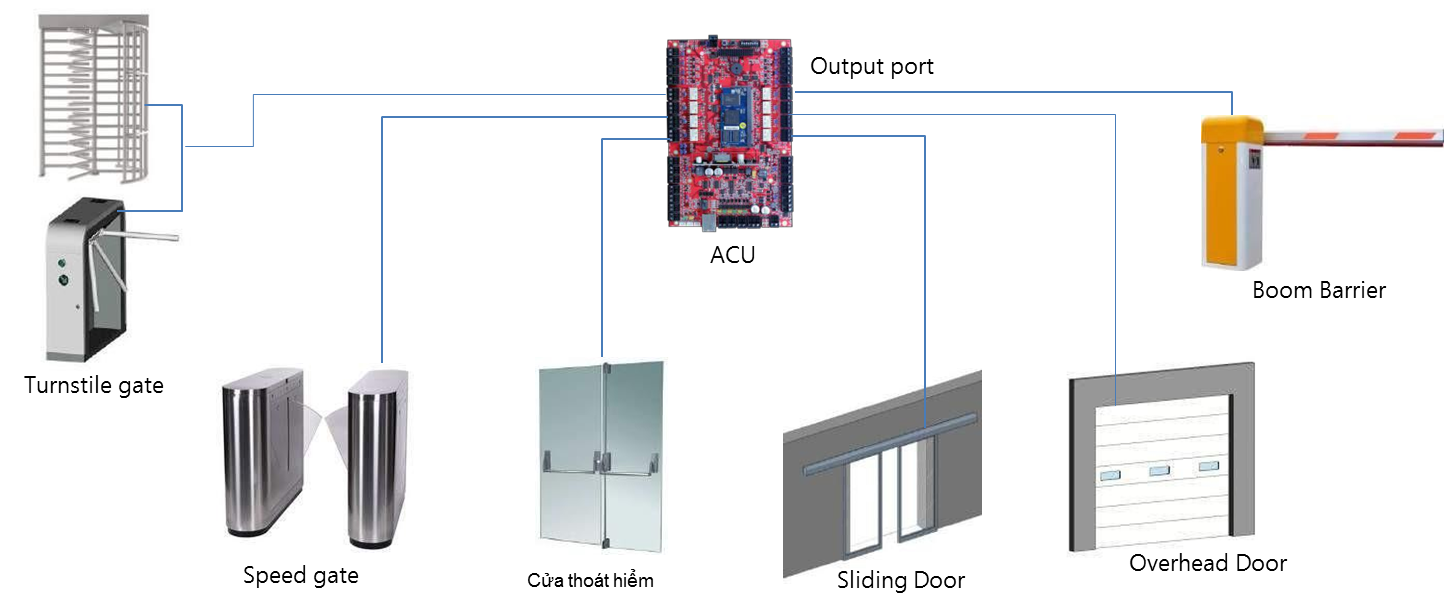 Output port
ACU
Boom Barrier
Turnstile gate
Speed gate
Cửa thoát hiểm
Sliding Door
Overhead Door